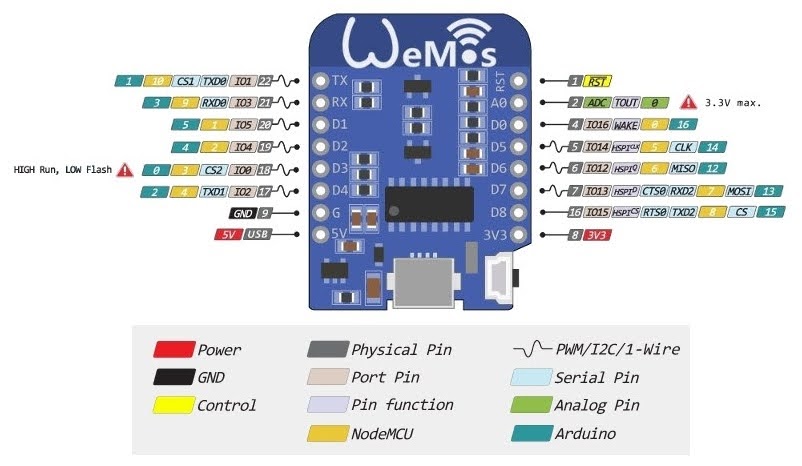 WeMos
1 10 CS1 TXD0 IO1 22 TX RST 1 RST
3 9 RXD0 IO3 21 RX A0 2 ADC TOUT 0 3.3V max.
5 1 IO5 20 D1 D0 4 IO16 WAKE 0 16
4 2 IO4 19 D2 D5 5 IO14 HSPICLK 5 CLK 14
HIGH Run, LOW Flash 0 3 CS2 IO0 18 D3 D6 6 IO12 HSPIQ 6 MISO 12
2 4 TXD1 IO2 17 D4 D7 7 IO13 HSPID CTS0 RXD2 7 MOSI 13
GND 9 G D8 16 IO15 HSPICS RTS0 TXD2 8 CS 15
5V USB 5V 3V3 8 3V3
Power Physical Pin PWM/I2C/1-Wire
GND Port Pin Serial Pin
Control Pin function Analog Pin
NodeMCU Arduino